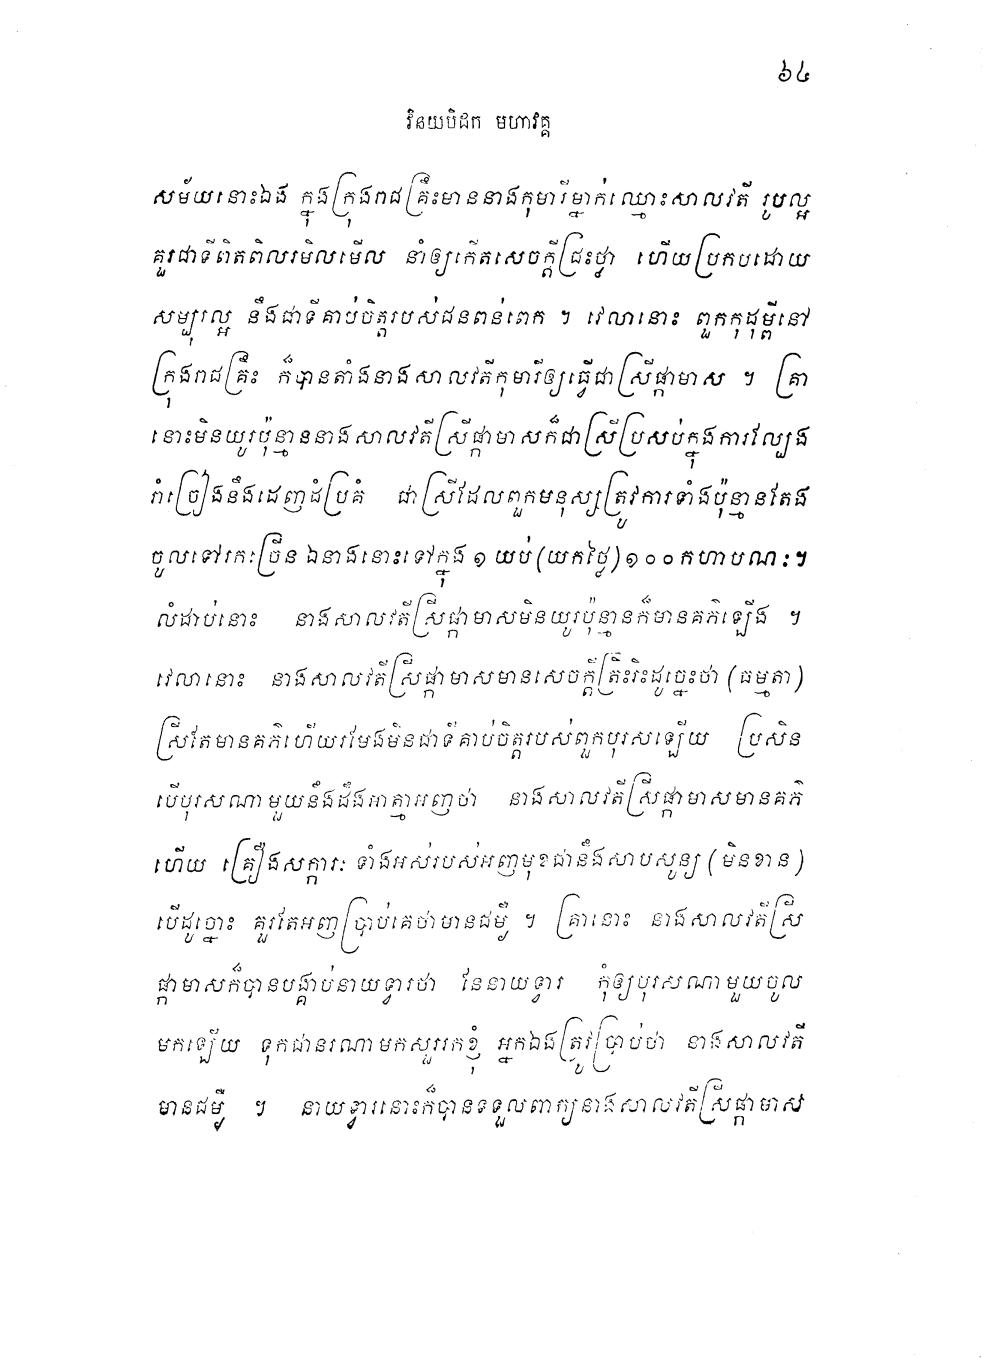 ៦៤
វិនយបិដក មហាវគ្គ
សម័យនោះឯង ក្នុងក្រុងរាជគ្រឹះមាននាងកុមារីម្នាក់ឈ្មោះសាលវតី រូបល្អ
គួរជាទីពិតពិលរមិលមើល នាំឲ្យកើតសេចក្តីជ្រះថ្លា ហើយប្រកបដោយ
សម្បុរល្អ នឹងជាទីគាប់ចិត្តរបស់ជនពន់ពេក ។ វេលានោះ ពួកកុដុម្ពីនៅ
ក្រុងរាជគ្រឹះ ក៏បានតាំងនាងសាលវតីកុមារីឲ្យធ្វើជាស្រីផ្កាមាស ។ គ្រា
នោះមិនយូរប៉ុន្មាននាងសាលវតីស្រីផ្កាមាសក៏ជាស្រីប្រសប់ក្នុងការល្បែង
រាំច្រៀងនឹងដេញដំប្រគំ ជាស្រីដែលពួកមនុស្សត្រូវការទាំងប៉ុន្មានតែង
ចូលទៅរកៈច្រើន ឯនាងនោះទៅក្នុង ១ យប់ (យកថ្លៃ) ១០០ កហាបណៈ ។
លំដាប់នោះ នាងសាលវតីស្រីផ្កាមាសមិនយូរប៉ុន្មានក៏មានគភ៌ឡើង ។
វេលានោះ នាងសាលវតីស្រីផ្កាមាសមានសេចក្តីត្រិះរិះដូច្នេះថា (ធម្មតា)
ស្រីតែមានគភ៌ហើយរមែងមិនជាទីគាប់ចិត្តរបស់ពួកបុរសឡើយ ប្រសិន
បើបុរសណាមួយនឹងដឹងអាត្មាអញថា នាងសាលវតីស្រីផ្កាមាសមានគភ៌
ហើយ គ្រឿងសក្ការៈ ទាំងអស់របស់អញមុខជានឹងសាបសូន្យ (មិនខាន)
បើដូច្នោះ គួរតែអញប្រាប់គេថាមានជម្ងឺ ។ គ្រានោះ នាងសាលវតីស្រី
ផ្កាមាសក៏បានបង្គាប់នាយទ្វារថា នែនាយទ្វារ កុំឲ្យបុរសណាមួយចូល
មកឡើយ ទុកជានរណាមកសួររកខ្ញុំ អ្នកឯងត្រូវប្រាប់ថា នាងសាលវតី
មានជម្ងឺ ។ នាយទ្វារនោះក៏បានទទួលពាក្យនាងសាលវតីស្រីផ្កាមាស